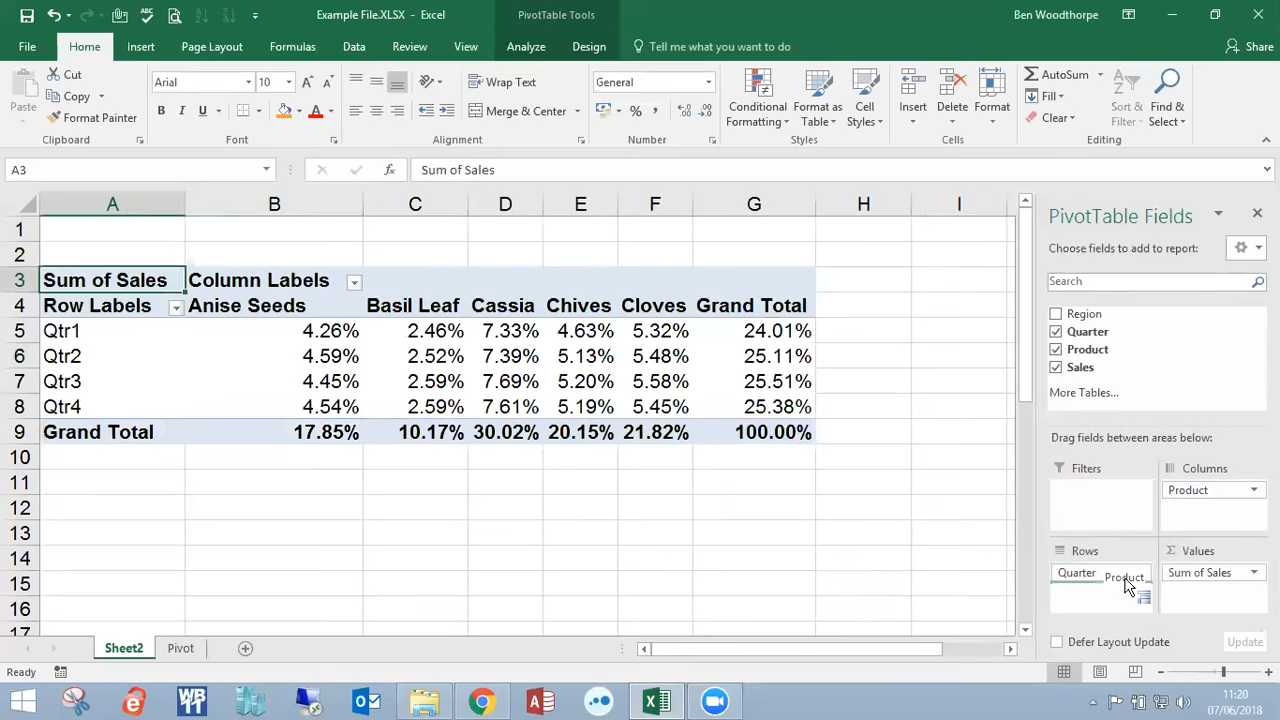 Example File.XLSX - Excel
PivotTable Tools
Ben Woodthorpe
File Home Insert Page Layout Formulas Data Review View Analyze Design Tell me what you want to do Share
Cut
Copy
Format Painter
Paste
Clipboard
Arial 10
Font
Wrap Text
Merge & Center
Alignment
General
Number
Conditional Formatting
Format as Table
Cell Styles
Styles
Insert Delete Format
Cells
AutoSum
Fill
Clear
Sort & Filter
Find & Select
Editing
A3 fx Sum of Sales
A B C D E F G H I
1
2
3 Sum of Sales Column Labels
4 Row Labels Anise Seeds Basil Leaf Cassia Chives Cloves Grand Total
5 Qtr1 4.26% 2.46% 7.33% 4.63% 5.32% 24.01%
6 Qtr2 4.59% 2.52% 7.39% 5.13% 5.48% 25.11%
7 Qtr3 4.45% 2.59% 7.69% 5.20% 5.58% 25.51%
8 Qtr4 4.54% 2.59% 7.61% 5.19% 5.45% 25.38%
9 Grand Total 17.85% 10.17% 30.02% 20.15% 21.82% 100.00%
10
11
12
13
14
15
16
17
PivotTable Fields
Choose fields to add to report:
Search
Region
Quarter
Product
Sales
More Tables...
Drag fields between areas below:
Filters Columns
Product
Rows Values
Quarter Product Sum of Sales
Defer Layout Update Update
Sheet2 Pivot
Ready
11:20
07/06/2018